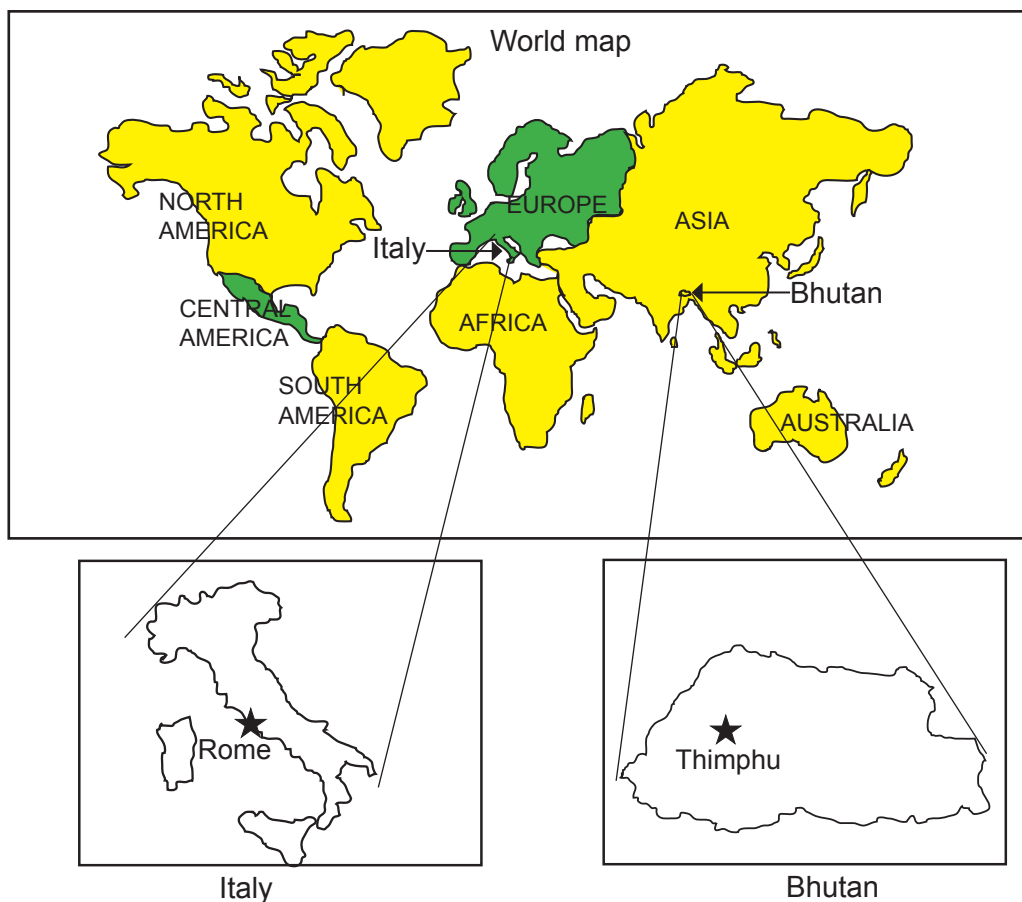 World map
NORTH
AMERICA
EUROPE
ASIA
Italy
Bhutan
CENTRAL
AMERICA
AFRICA
SOUTH
AMERICA
AUSTRALIA
Rome
Thimphu
Italy
Bhutan